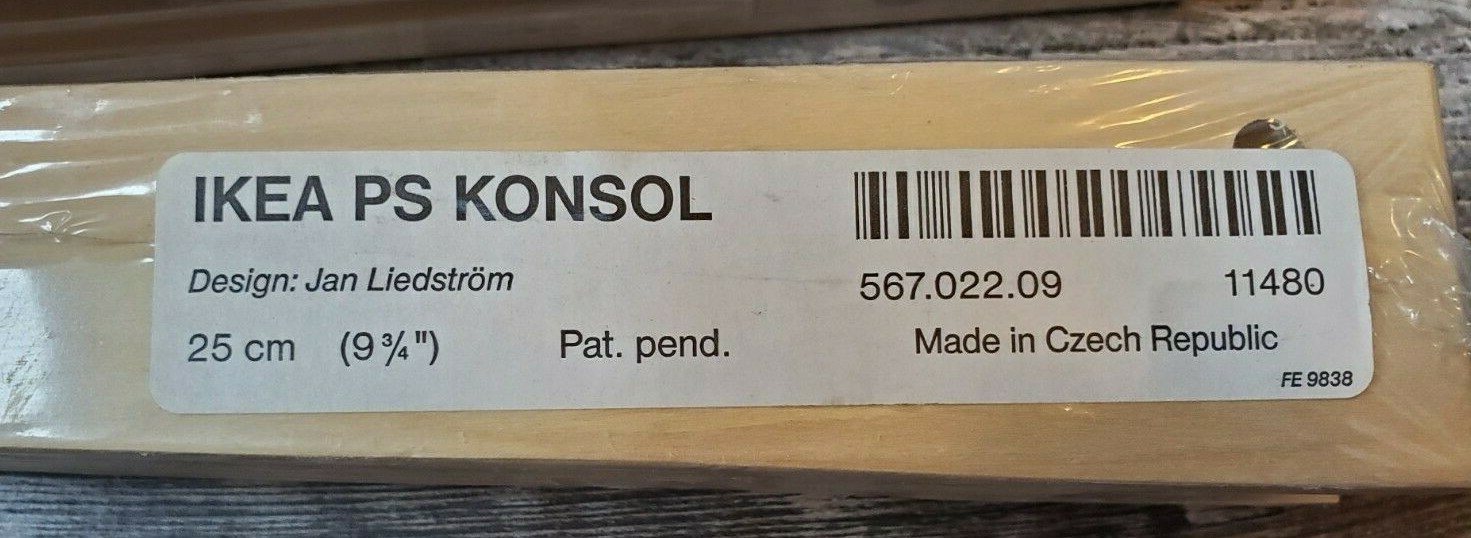 IKEA PS KONSOL
Design: Jan Liedström
25 cm (9 ¾") Pat. pend.
567.022.09 11480
Made in Czech Republic
FE 9838